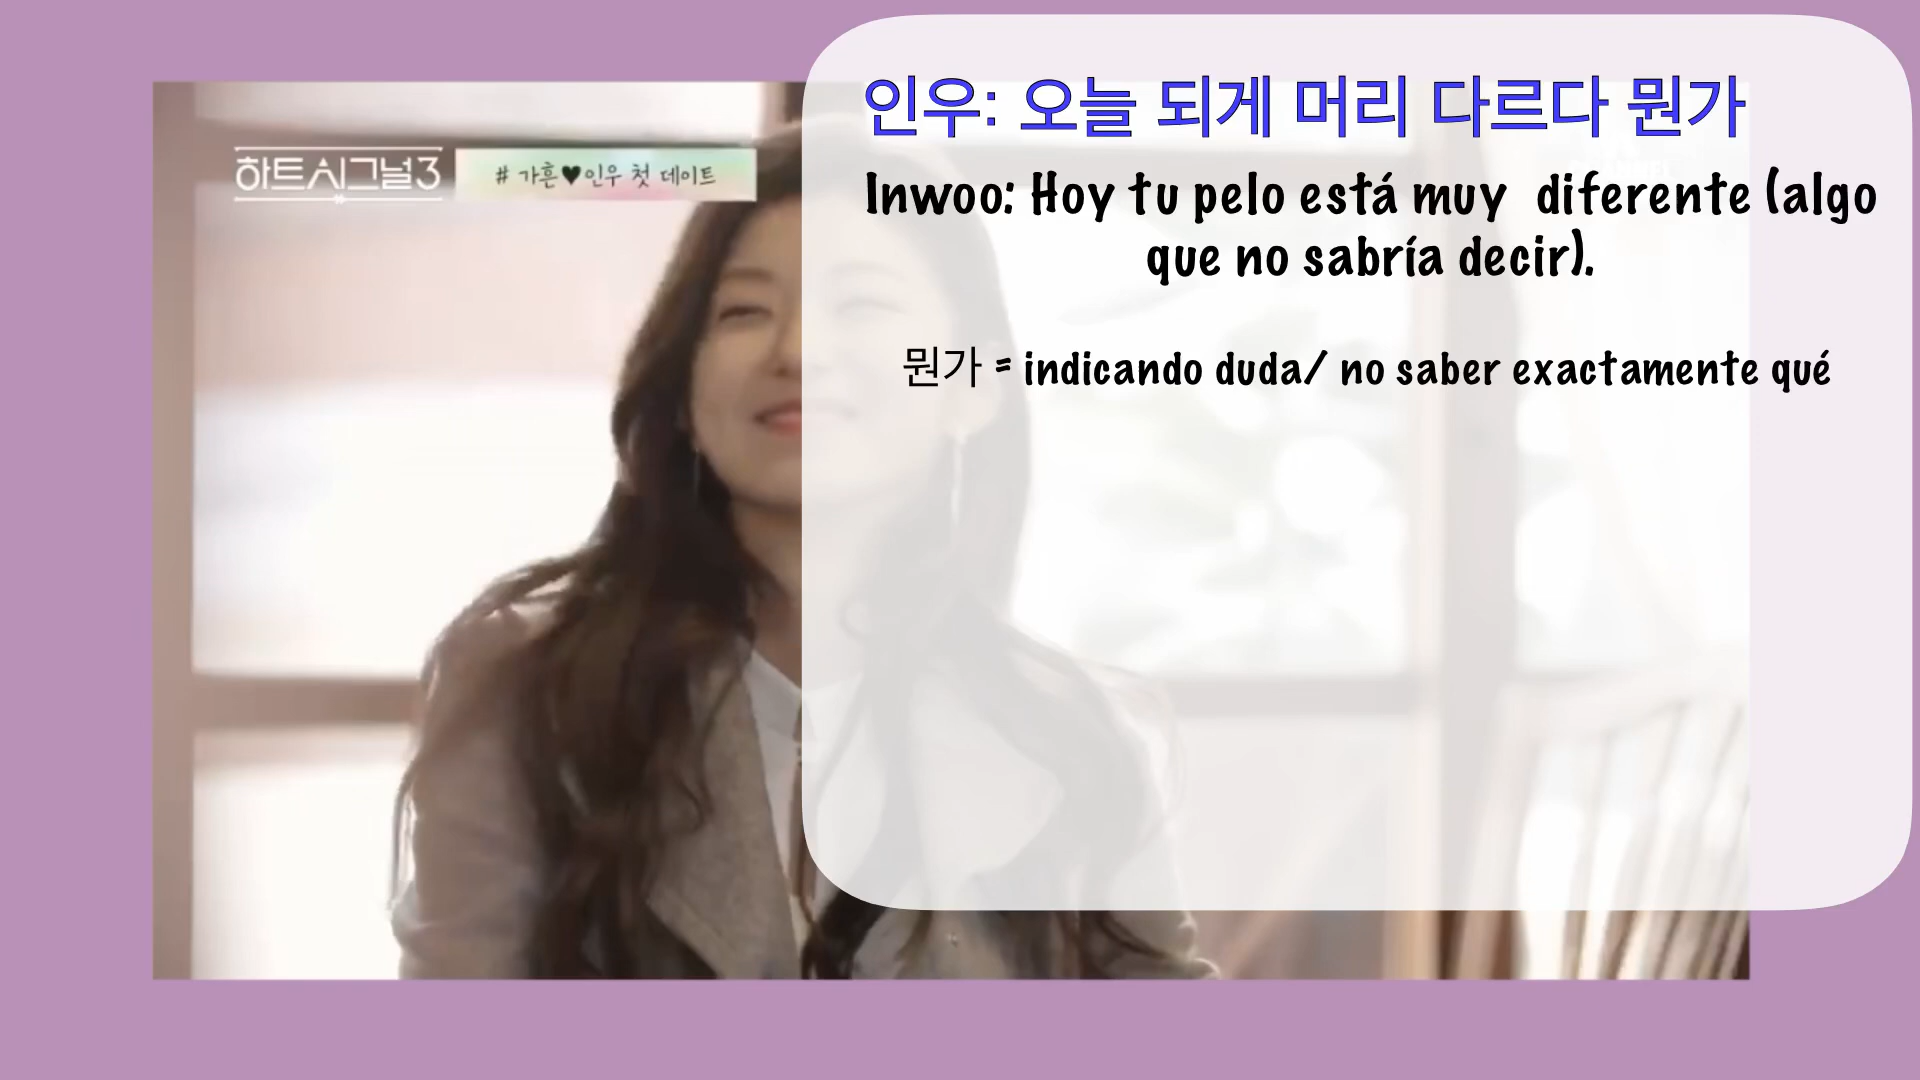 하트시그널3
# 가흔♥인우 첫 데이트
인우: 오늘 되게 머리 다르다 뭔가
Inwoo: Hoy tu pelo está muy diferente (algo
que no sabría decir).
뭔가 = indicando duda/ no saber exactamente qué